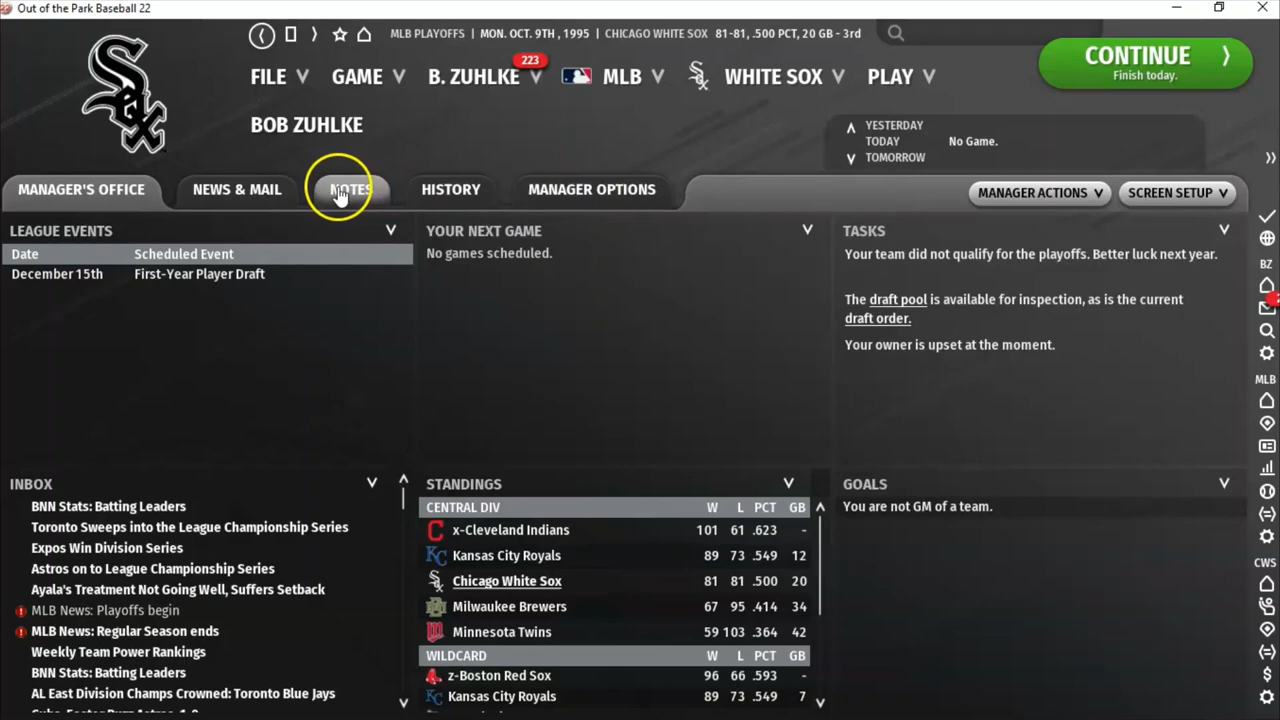 Out of the Park Baseball 22
MLB PLAYOFFS | MON. OCT. 9TH , 1995 | CHICAGO WHITE SOX 81-81, .500 PCT, 20 GB - 3rd
FILE GAME B. ZUHLKE 223 MLB WHITE SOX PLAY
CONTINUE
Finish today.
BOB ZUHLKE
YESTERDAY
TODAY No Game.
TOMORROW
MANAGER'S OFFICE NEWS & MAIL NOTES HISTORY MANAGER OPTIONS MANAGER ACTIONS SCREEN SETUP
LEAGUE EVENTS
Date Scheduled Event
December 15th First-Year Player Draft
YOUR NEXT GAME
No games scheduled.
TASKS
Your team did not qualify for the playoffs. Better luck next year.
The draft pool is available for inspection, as is the current
draft order.
Your owner is upset at the moment.
INBOX
BNN Stats: Batting Leaders
Toronto Sweeps into the League Championship Series
Expos Win Division Series
Astros on to League Championship Series
Ayala's Treatment Not Going Well, Suffers Setback
MLB News: Playoffs begin
MLB News: Regular Season ends
Weekly Team Power Rankings
BNN Stats: Batting Leaders
AL East Division Champs Crowned: Toronto Blue Jays
STANDINGS
CENTRAL DIV W L PCT GB
x-Cleveland Indians 101 61 .623 -
Kansas City Royals 89 73 .549 12
Chicago White Sox 81 81 .500 20
Milwaukee Brewers 67 95 .414 34
Minnesota Twins 59 103 .364 42
WILDCARD W L PCT GB
z-Boston Red Sox 96 66 .593 -
Kansas City Royals 89 73 .549 7
GOALS
You are not GM of a team.
BZ
MLB
CWS